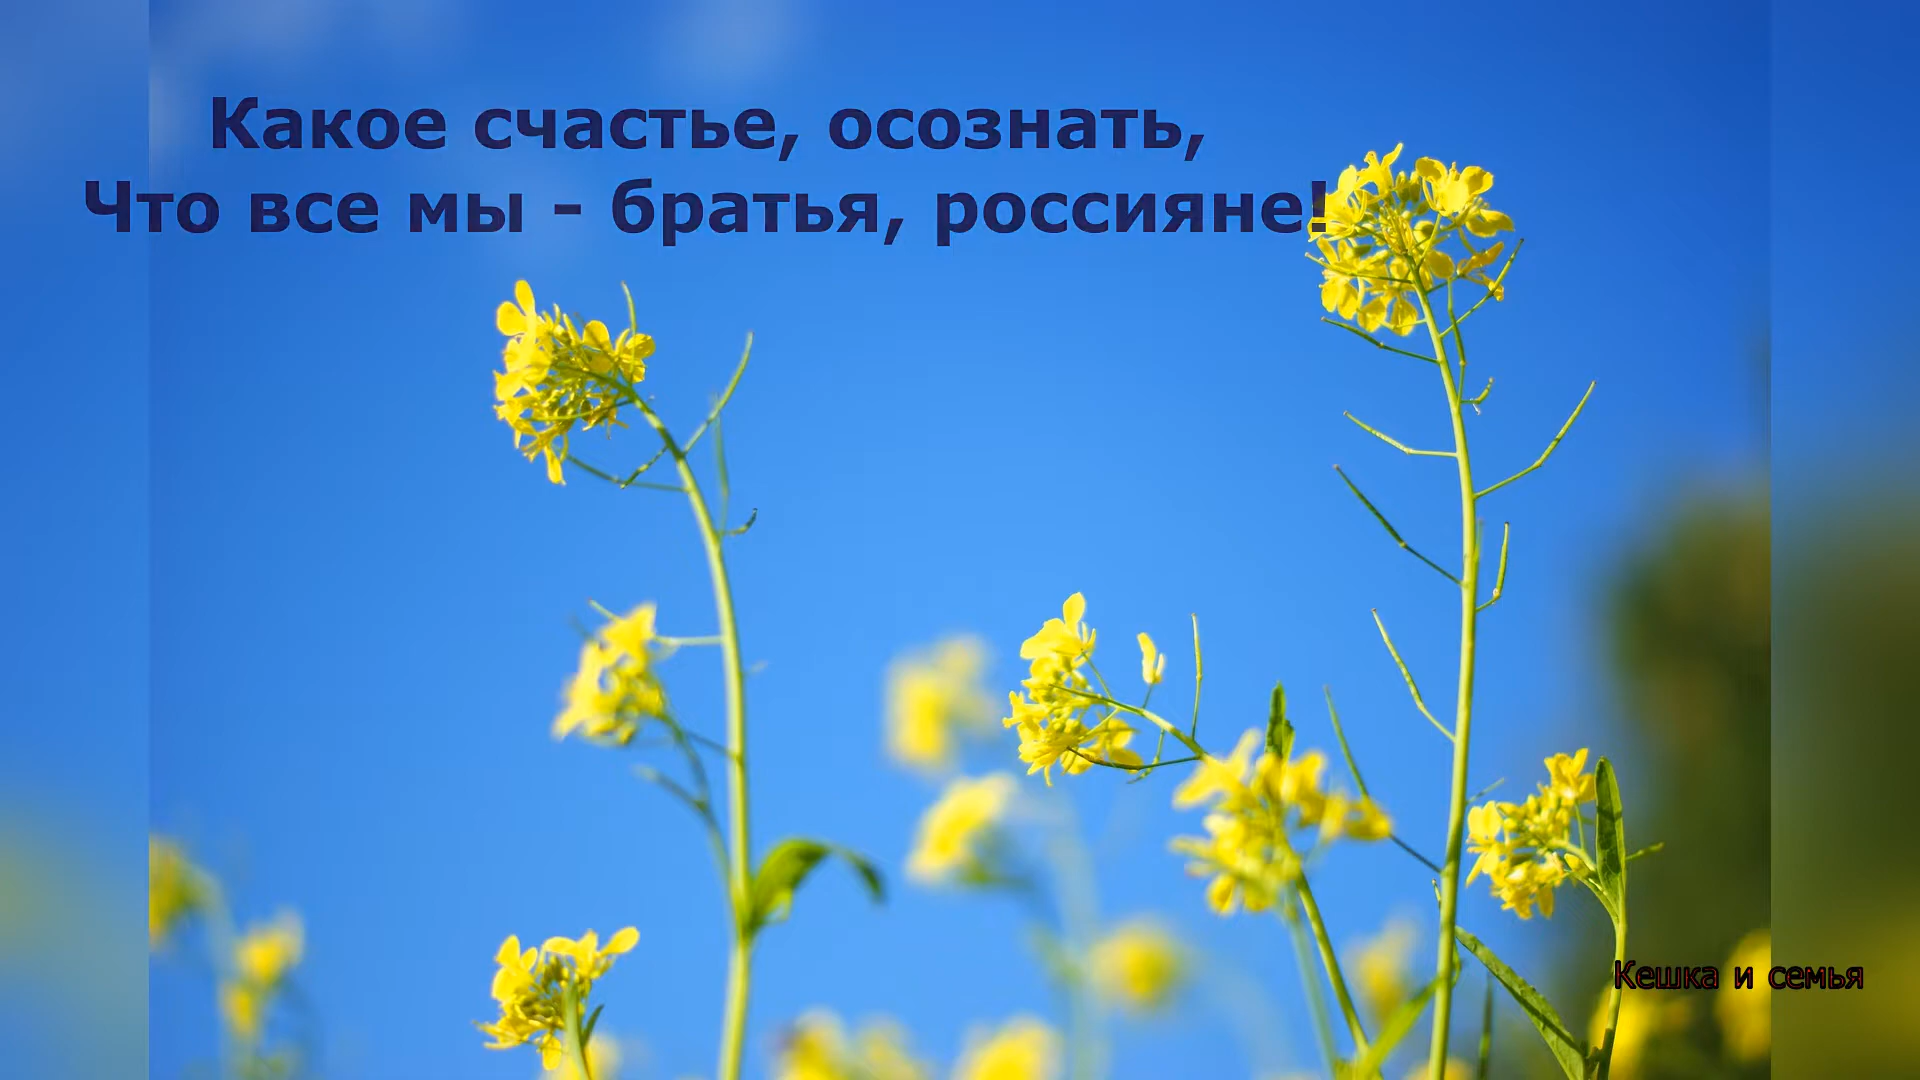 Какое счастье, осознать,
Что все мы - братья, россияне!
Кешка и семья